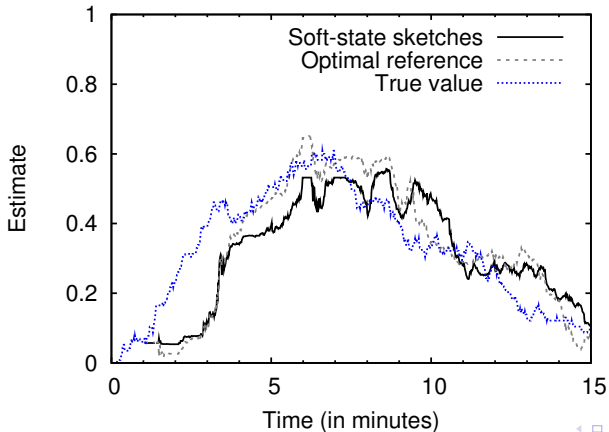 1
0.8
0.6
0.4
0.2
0
Estimate
Soft-state sketches
Optimal reference
True value
0 5 10 15
Time (in minutes)